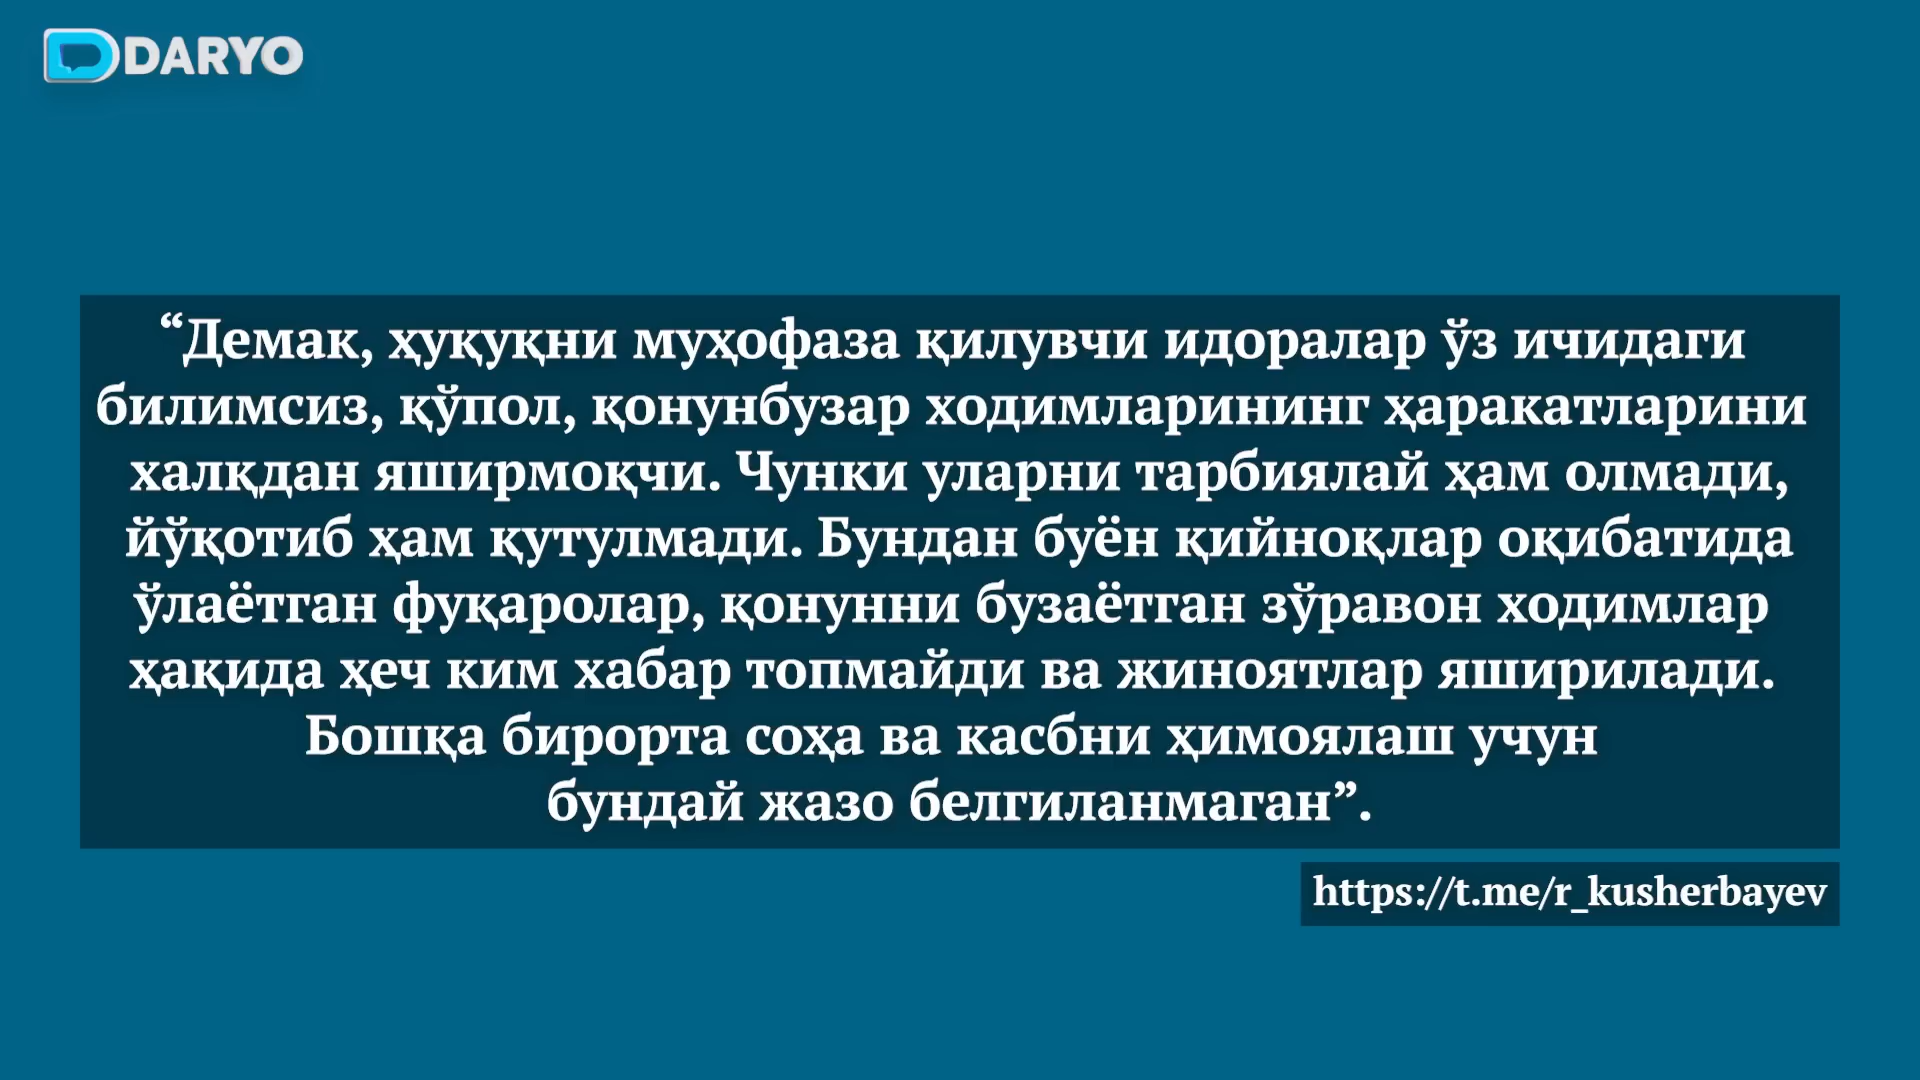 DARYO
“Демак, ҳуқуқни муҳофаза қилувчи идоралар ўз ичидаги
билимсиз, қўпол, қонунбузар ходимларининг ҳаракатларини
халқдан яширмоқчи. Чунки уларни тарбиялай ҳам олмади,
йўқотиб ҳам қутулмади. Бундан буён қийноқлар оқибатида
ўлаётган фуқаролар, қонунни бузаётган зўравон ходимлар
ҳақида ҳеч ким хабар топмайди ва жиноятлар яширилади.
Бошқа бирорта соҳа ва касбни ҳимоялаш учун
бундай жазо белгиланмаган”.
https://t.me/r_kusherbayev